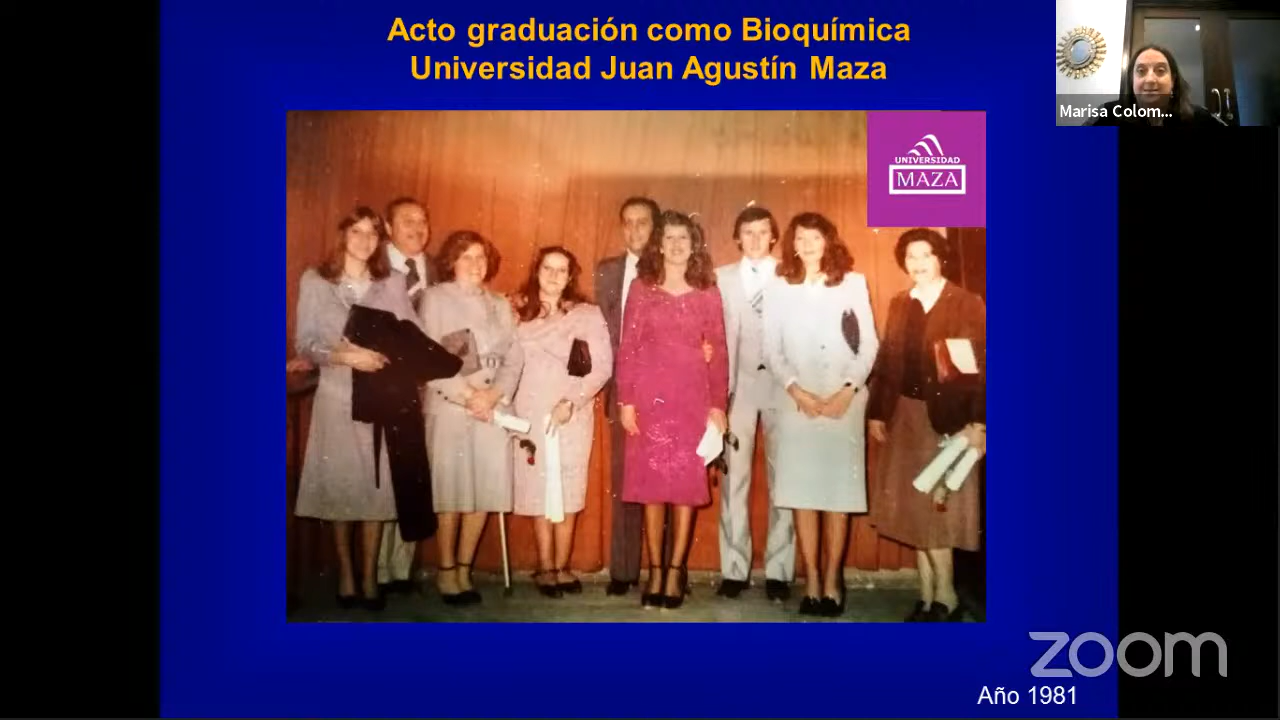 Acto graduación como Bioquímica
Universidad Juan Agustín Maza
Marisa Colom...
UNIVERSIDAD
MAZA
zoom
Año 1981